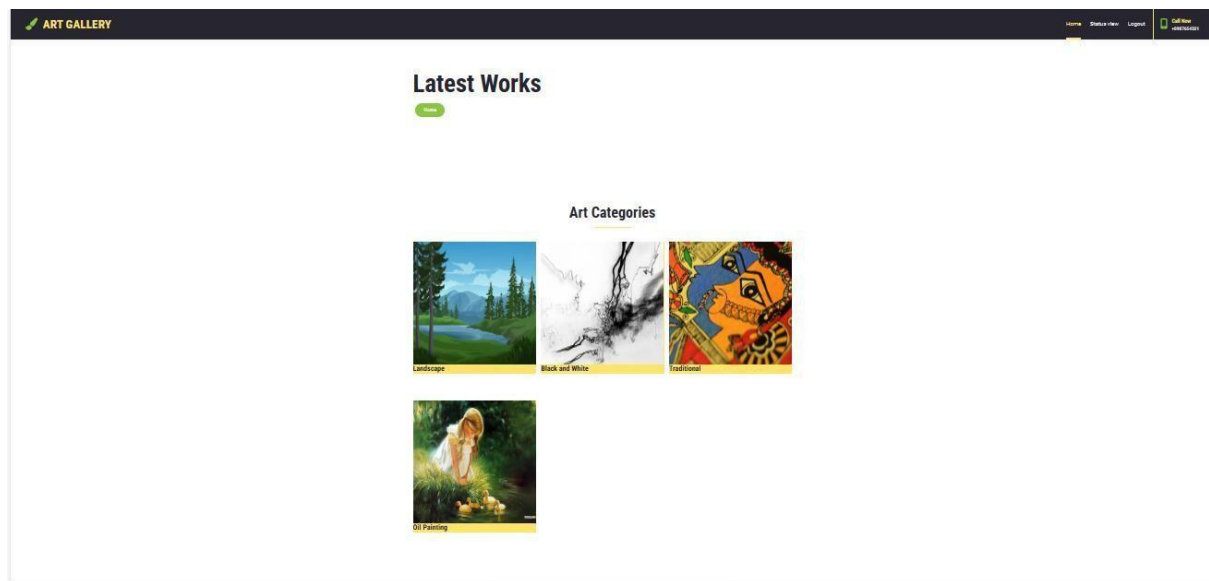 ART GALLERY
Home Status view Logout
Call Now
Latest Works
Home
Art Categories
Landscape
Black and White
Traditional
Oil Painting